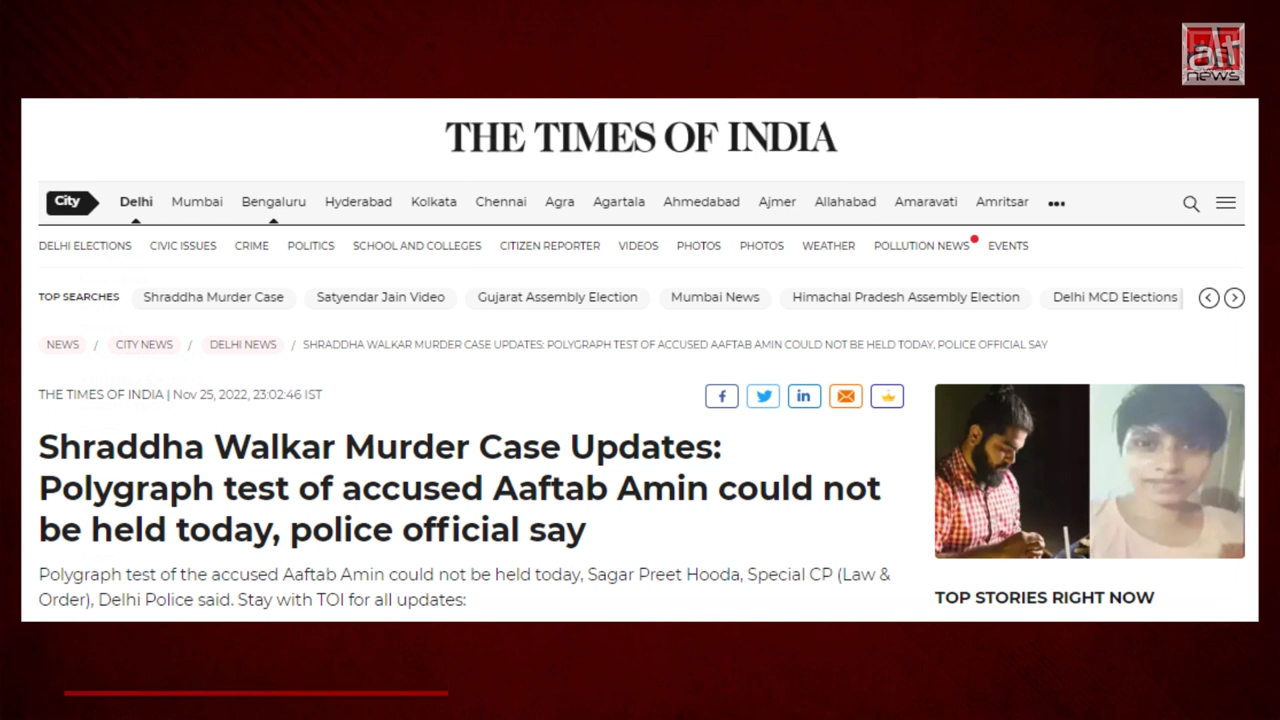 alt
news
THE TIMES OF INDIA
City Delhi Mumbai Bengaluru Hyderabad Kolkata Chennai Agra Agartala Ahmedabad Ajmer Allahabad Amaravati Amritsar •••
DELHI ELECTIONS CIVIC ISSUES CRIME POLITICS SCHOOL AND COLLEGES CITIZEN REPORTER VIDEOS PHOTOS PHOTOS WEATHER POLLUTION NEWS EVENTS
TOP SEARCHES Shraddha Murder Case Satyendar Jain Video Gujarat Assembly Election Mumbai News Himachal Pradesh Assembly Election Delhi MCD Elections
NEWS / CITY NEWS / DELHI NEWS / SHRADDHA WALKAR MURDER CASE UPDATES: POLYGRAPH TEST OF ACCUSED AAFTAB AMIN COULD NOT BE HELD TODAY, POLICE OFFICIAL SAY
THE TIMES OF INDIA | Nov 25, 2022, 23:02:46 IST
Shraddha Walkar Murder Case Updates:
Polygraph test of accused Aaftab Amin could not
be held today, police official say
Polygraph test of the accused Aaftab Amin could not be held today, Sagar Preet Hooda, Special CP (Law &
Order), Delhi Police said. Stay with TOI for all updates:
TOP STORIES RIGHT NOW